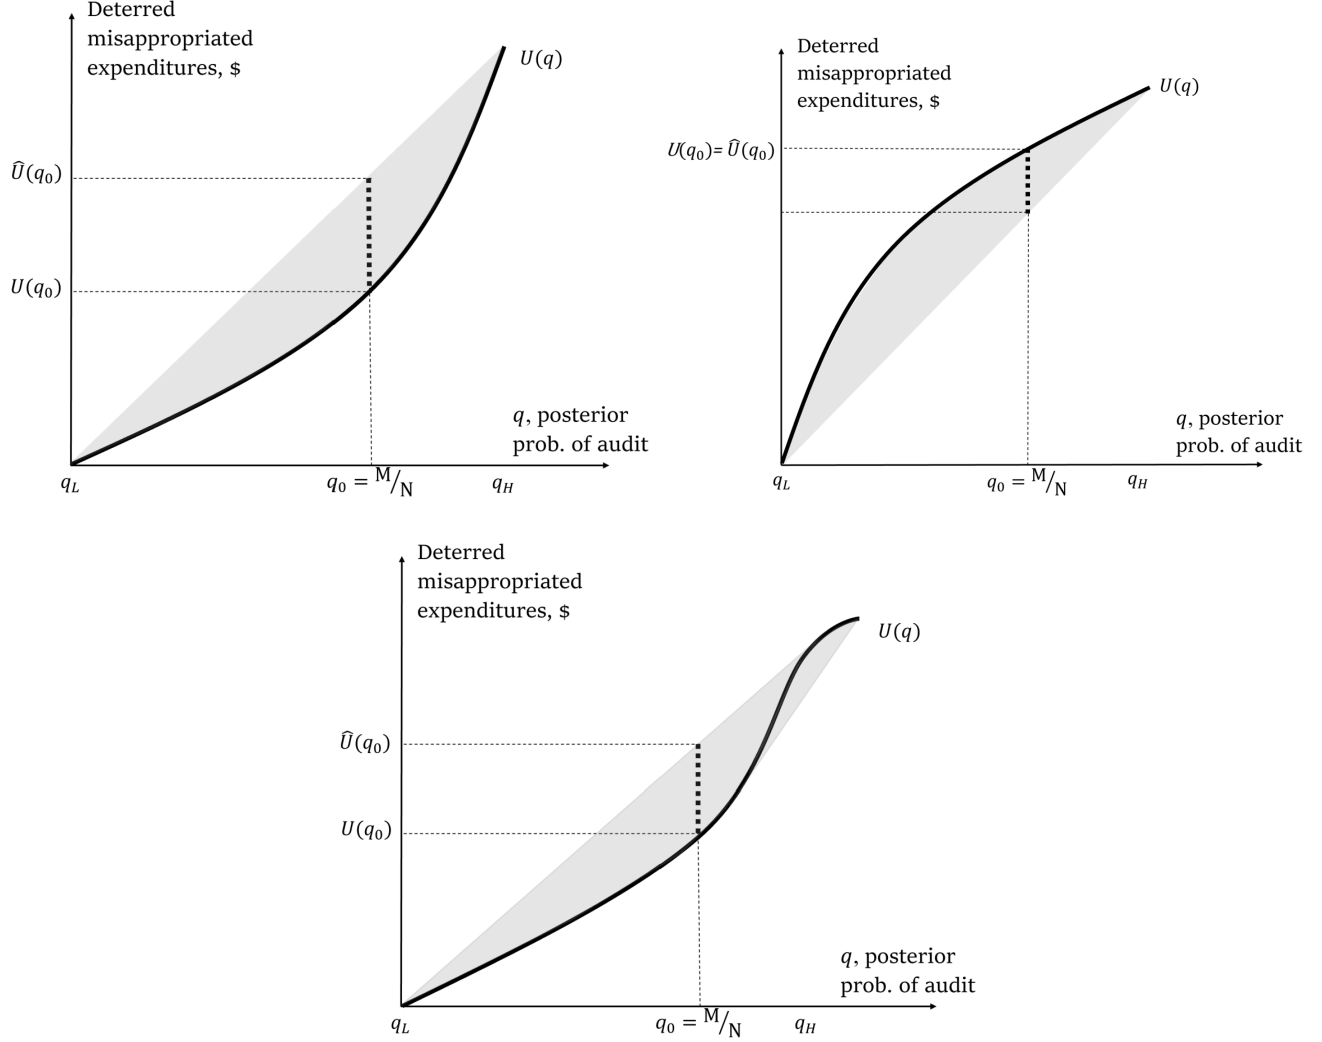 Deterred
misappropriated
expenditures, $
U(q)
Û(q₀)
U(q₀)
q, posterior
prob. of audit
q_L
q₀ = M/N
q_H
Deterred
misappropriated
expenditures, $
U(q)
U(q₀)= Û(q₀)
q, posterior
prob. of audit
q_L
q₀ = M/N
q_H
Deterred
misappropriated
expenditures, $
U(q)
Û(q₀)
U(q₀)
q, posterior
prob. of audit
q_L
q₀ = M/N
q_H